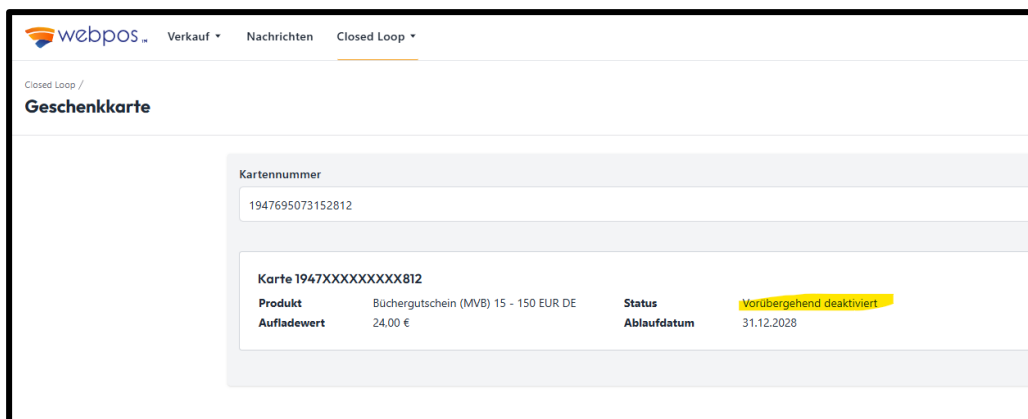 webpos™ Verkauf Nachrichten Closed Loop
Closed Loop /
Geschenkkarte
Kartennummer
1947695073152812
Karte 1947XXXXXXXXX812
Produkt Büchergutschein (MVB) 15 - 150 EUR DE Status Vorübergehend deaktiviert
Aufladewert 24,00 € Ablaufdatum 31.12.2028